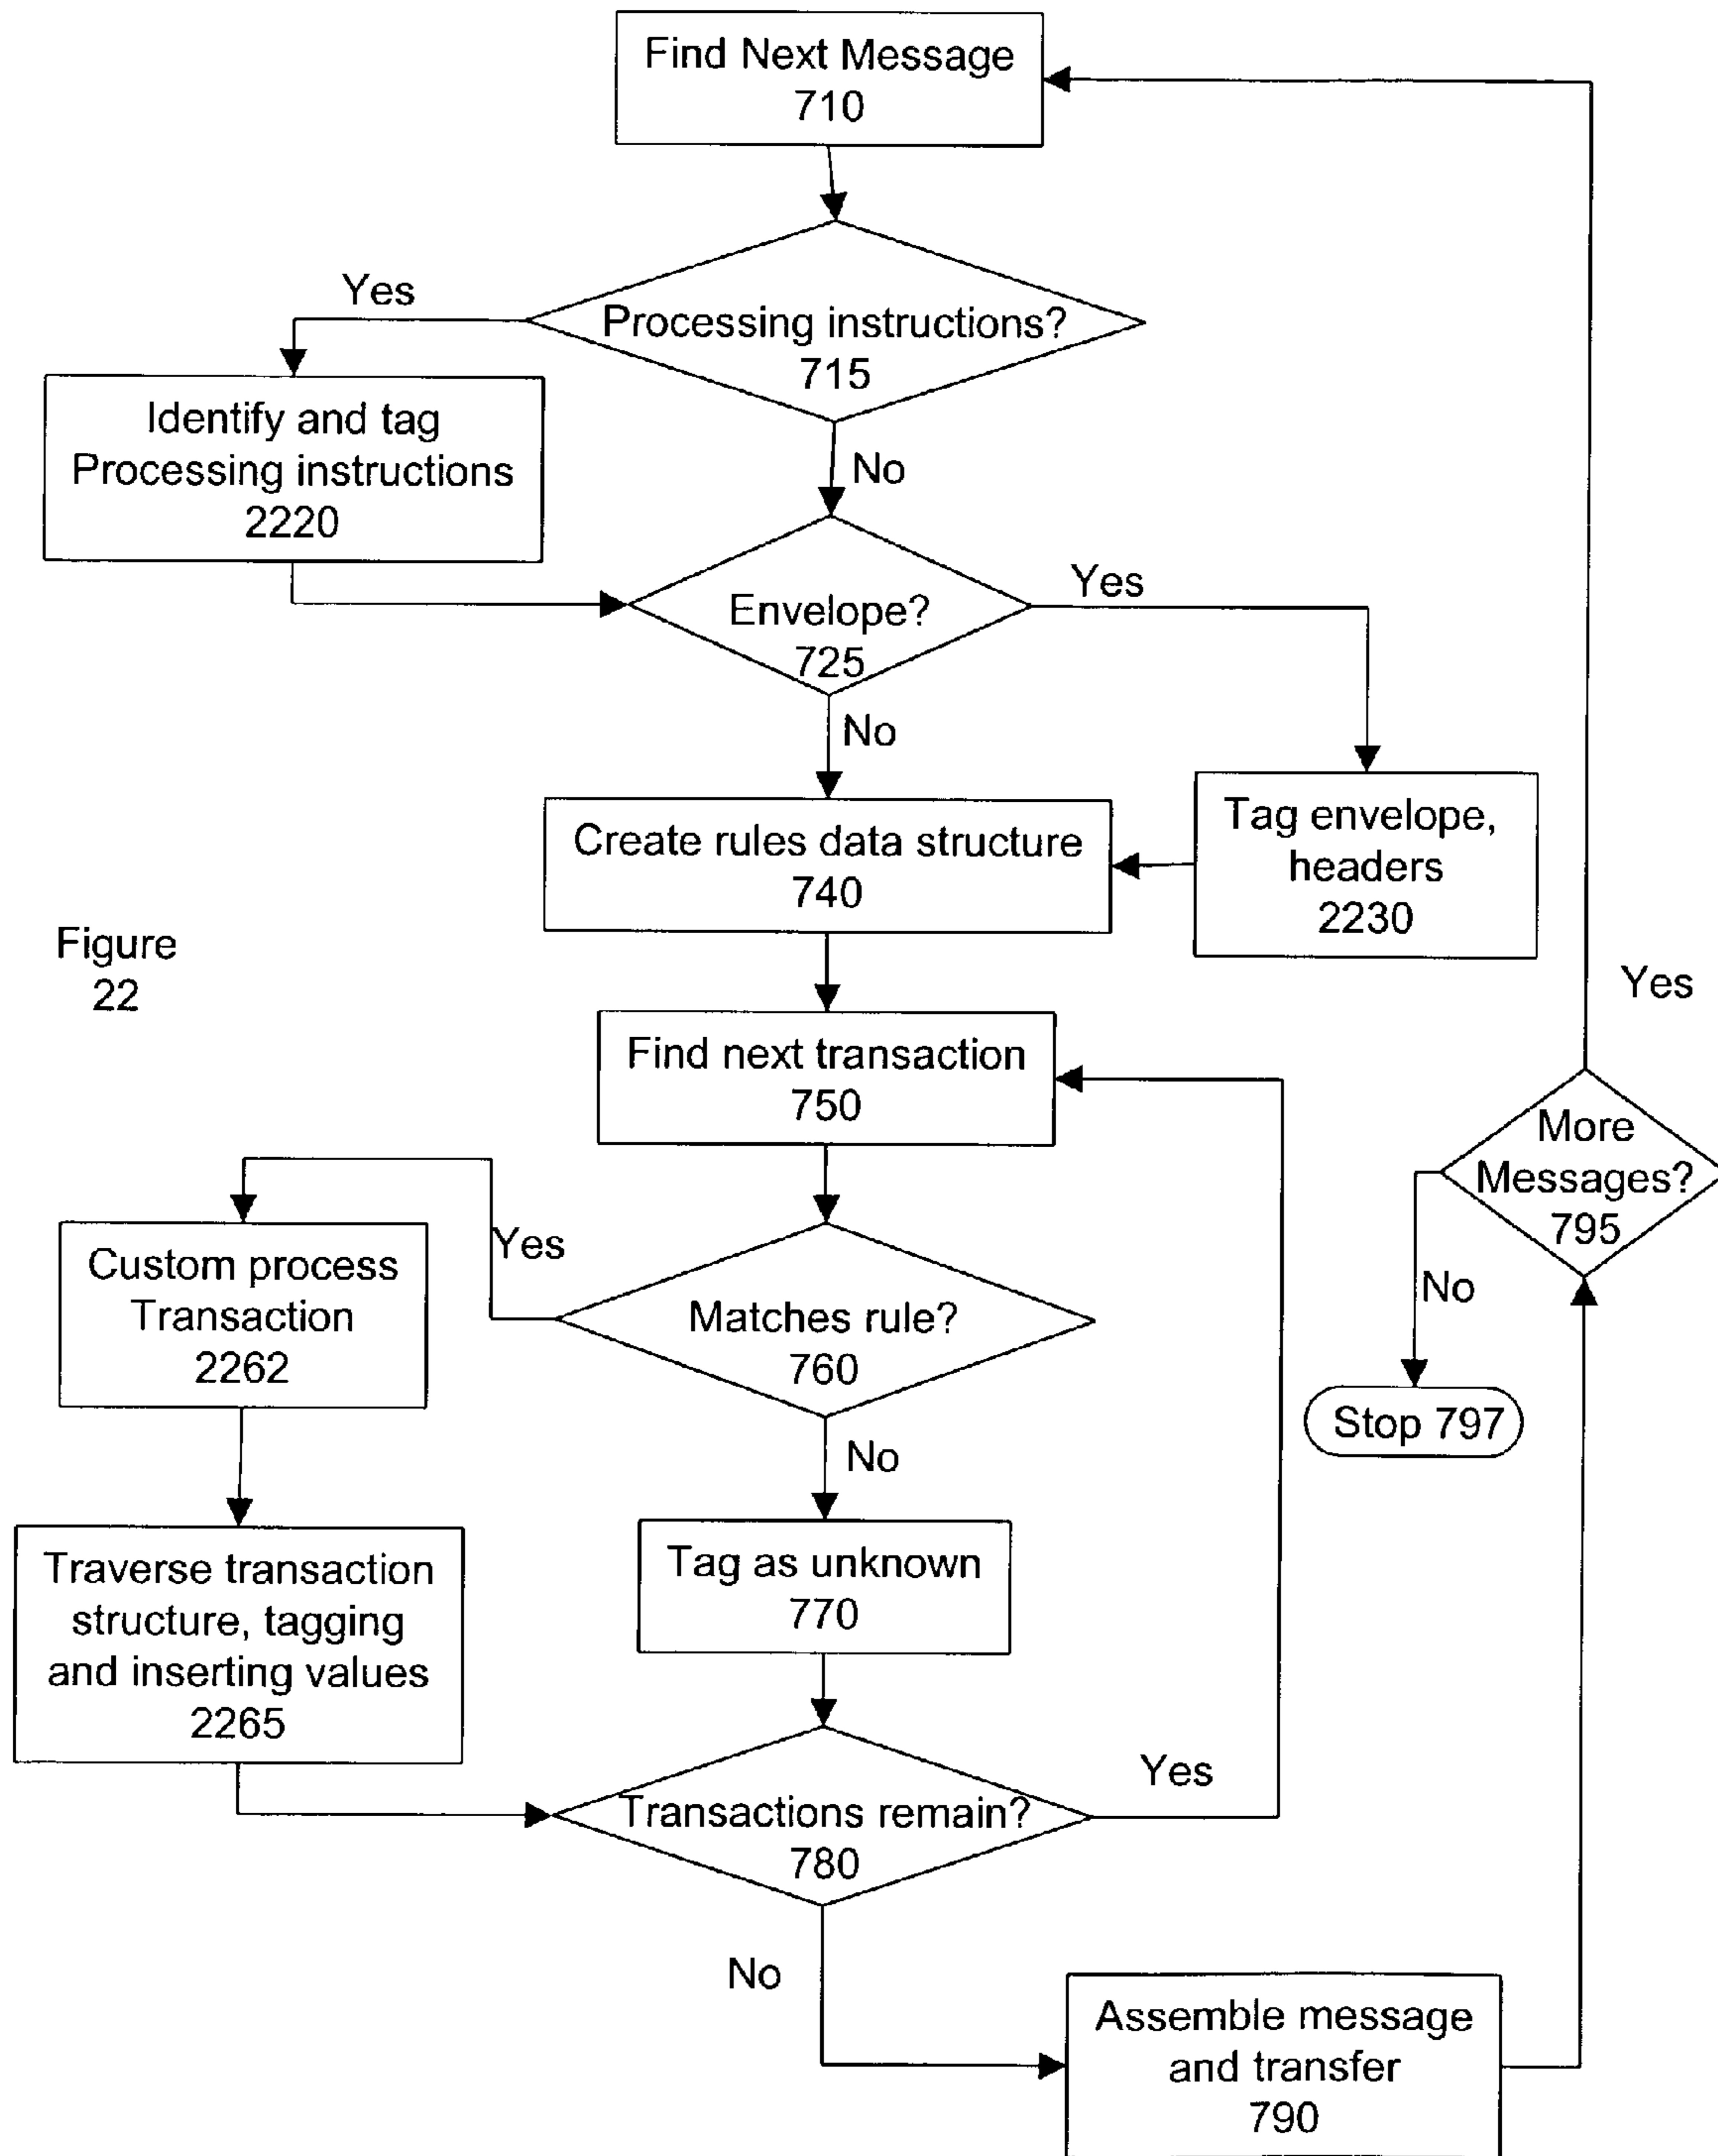 Find Next Message
710
Yes
Processing instructions?
715
Identify and tag
Processing instructions
2220
No
Envelope?
725
Yes
No
Create rules data structure
740
Tag envelope,
headers
2230
Figure
22
Yes
Find next transaction
750
More
Messages?
795
Yes
Custom process
Transaction
2262
Matches rule?
760
No
Stop 797
No
Traverse transaction
structure, tagging
and inserting values
2265
Tag as unknown
770
Yes
Transactions remain?
780
No
Assemble message
and transfer
790